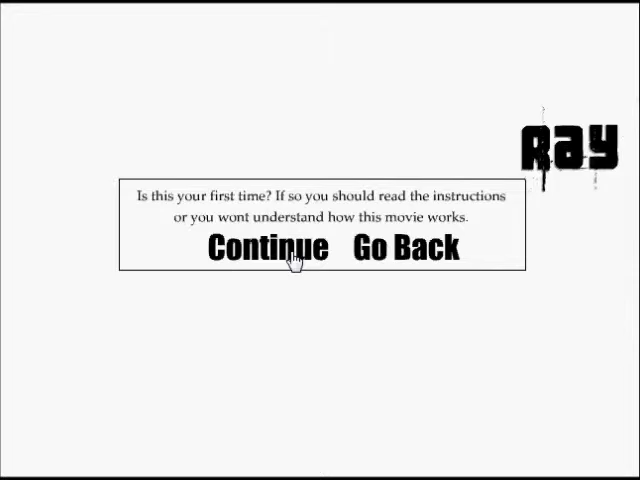 Ray
Is this your first time? If so you should read the instructions
or you wont understand how this movie works.
Continue Go Back